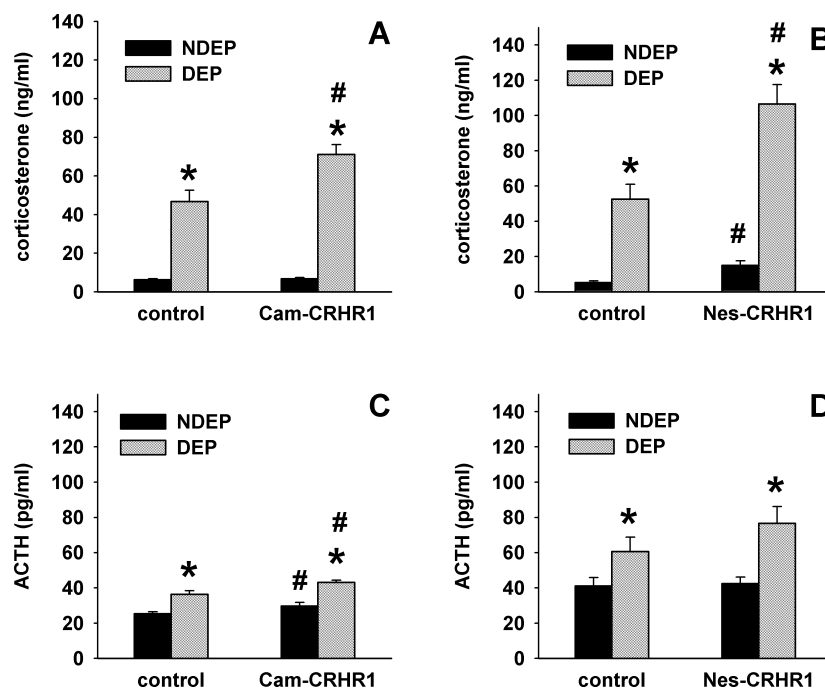 A
NDEP
DEP
corticosterone (ng/ml)
140
120
100
80
60
40
20
0
#
*
*
control
Cam-CRHR1
B
NDEP
DEP
corticosterone (ng/ml)
140
120
100
80
60
40
20
0
#
*
*
#
control
Nes-CRHR1
C
NDEP
DEP
ACTH (pg/ml)
140
120
100
80
60
40
20
0
#
*
#
*
control
Cam-CRHR1
D
NDEP
DEP
ACTH (pg/ml)
140
120
100
80
60
40
20
0
*
*
control
Nes-CRHR1